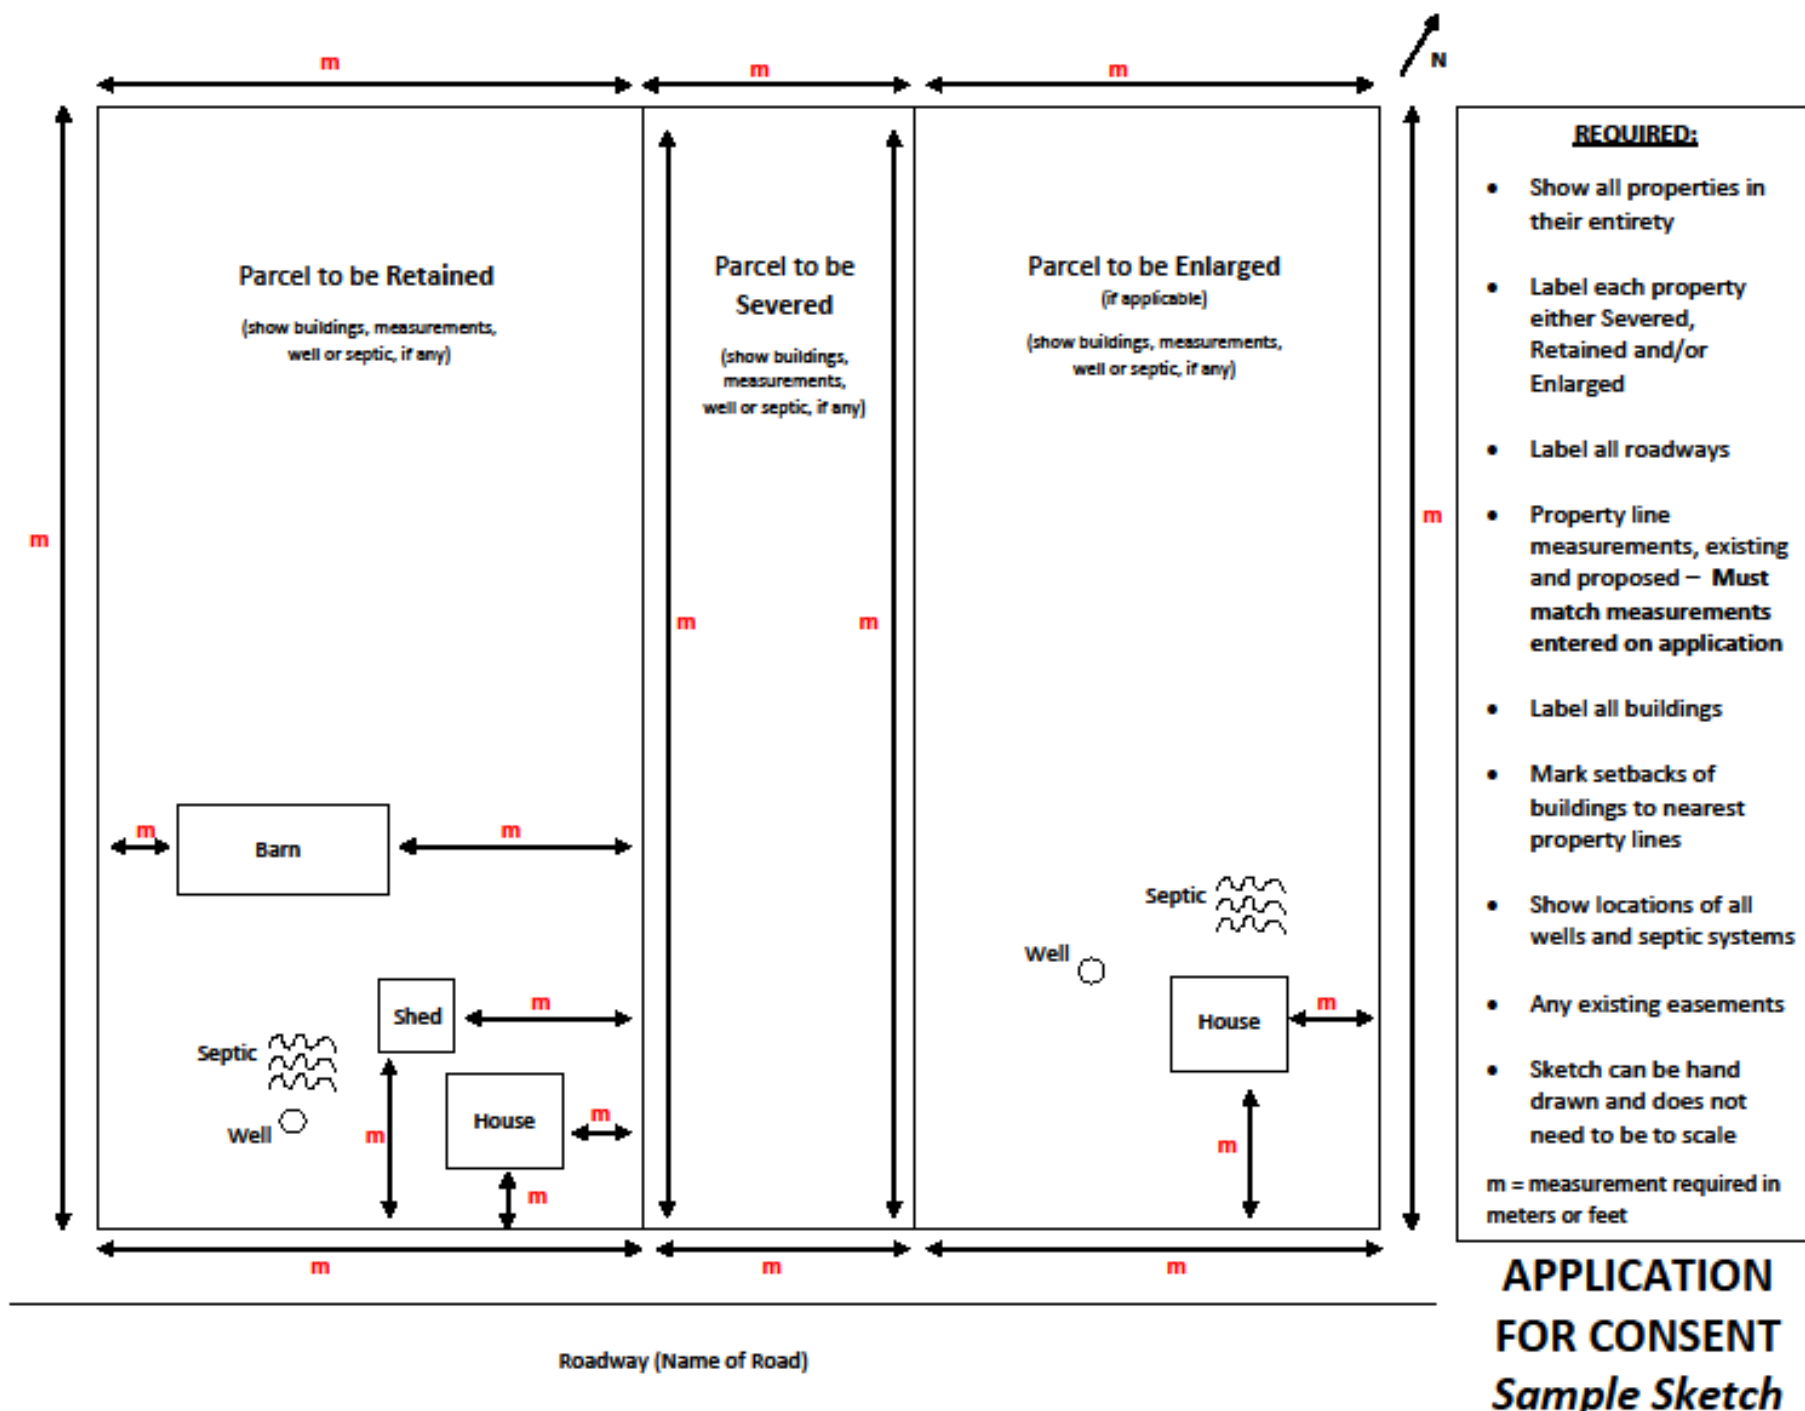 m
m
m
N
Parcel to be Retained
(show buildings, measurements,
well or septic, if any)
Parcel to be
Severed
(show buildings,
measurements,
well or septic, if any)
Parcel to be Enlarged
(if applicable)
(show buildings, measurements,
well or septic, if any)
m
m
m
m
m
Barn
m
Septic
Well
Shed
m
House
m
Septic
Well
m
House
m
m
m
m
m
m
m
Roadway (Name of Road)
REQUIRED:
• Show all properties in
their entirety
• Label each property
either Severed,
Retained and/or
Enlarged
• Label all roadways
• Property line
measurements, existing
and proposed – Must
match measurements
entered on application
• Label all buildings
• Mark setbacks of
buildings to nearest
property lines
• Show locations of all
wells and septic systems
• Any existing easements
• Sketch can be hand
drawn and does not
need to be to scale
m = measurement required in
meters or feet
APPLICATION
FOR CONSENT
Sample Sketch